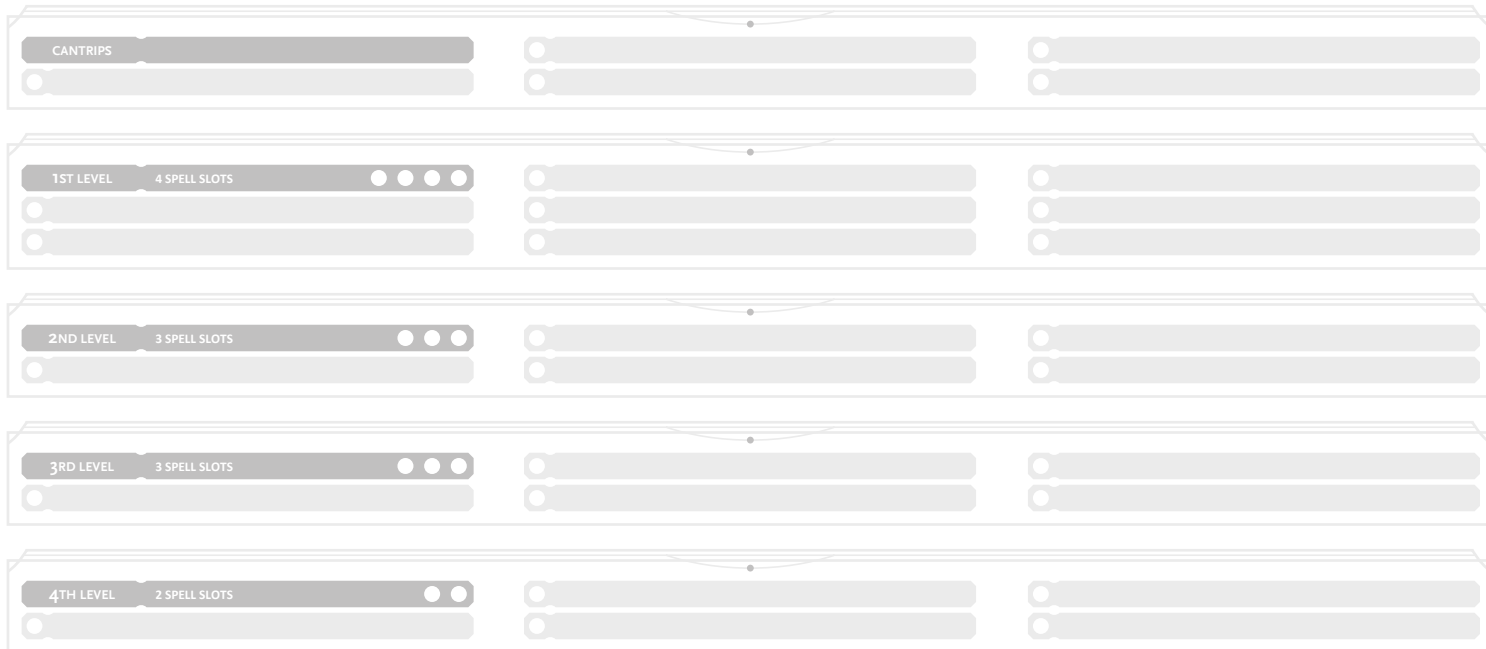 CANTRIPS
1ST LEVEL 4 SPELL SLOTS
2ND LEVEL 3 SPELL SLOTS
3RD LEVEL 3 SPELL SLOTS
4TH LEVEL 2 SPELL SLOTS